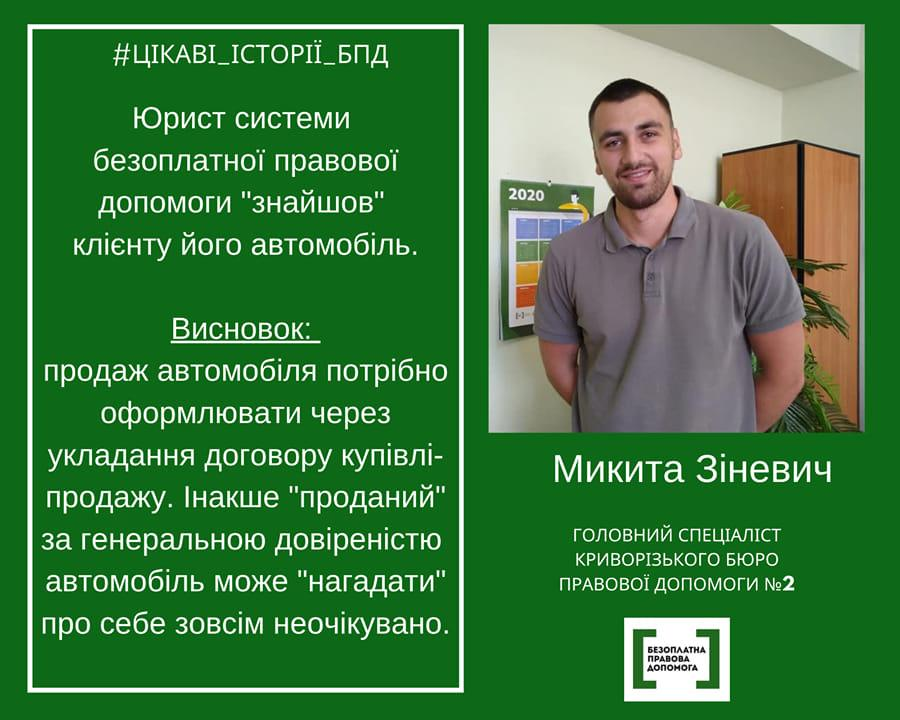 #ЦІКАВІ_ІСТОРІЇ_БПД
Юрист системи
безоплатної правової
допомоги "знайшов"
клієнту його автомобіль.
Висновок:
продаж автомобіля потрібно
оформлювати через
укладання договору купівлі-
продажу. Інакше "проданий"
за генеральною довіреністю
автомобіль може "нагадати"
про себе зовсім неочікувано.
2020
Микита Зіневич
ГОЛОВНИЙ СПЕЦІАЛІСТ
КРИВОРІЗЬКОГО БЮРО
ПРАВОВОЇ ДОПОМОГИ №2
БЕЗОПЛАТНА
ПРАВОВА
ДОПОМОГА